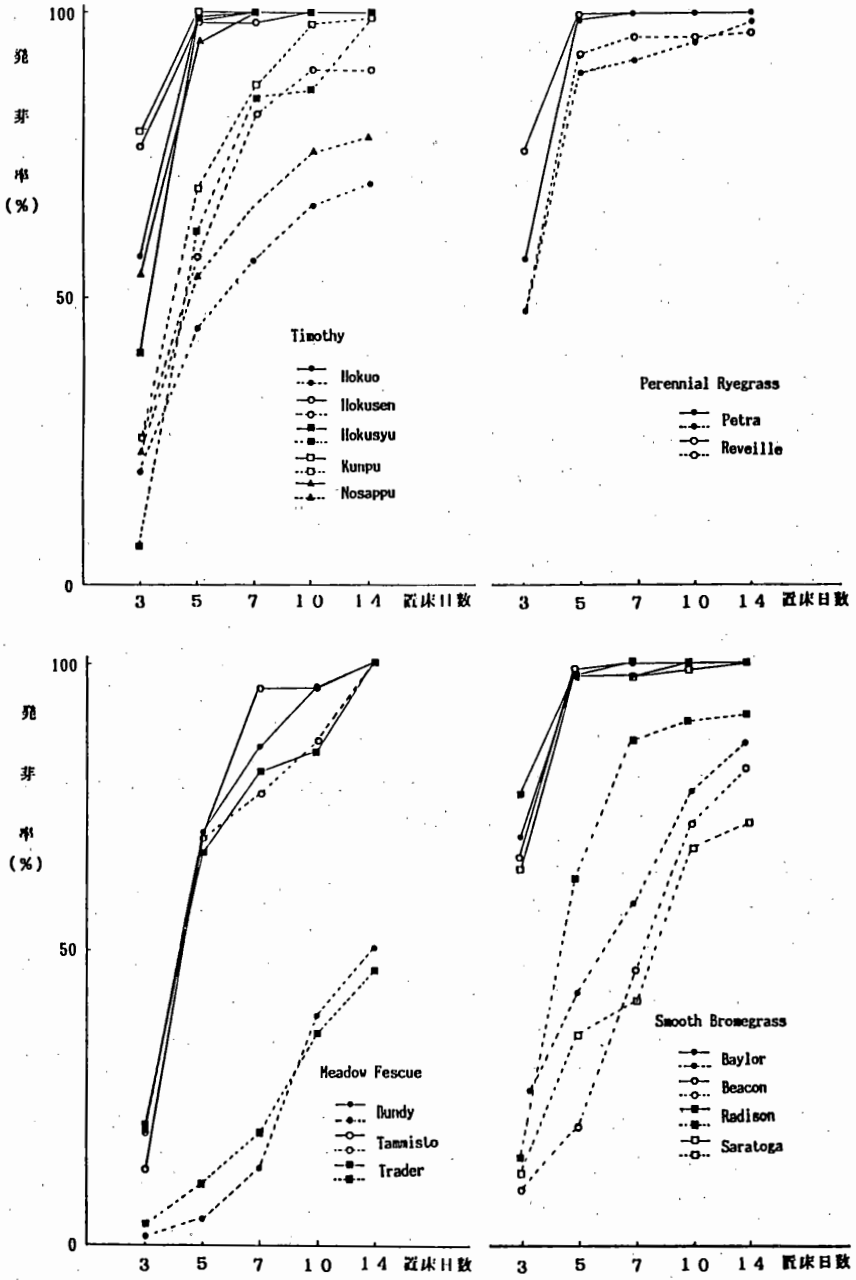 100
発
芽
率
(%)
50
0
3 5 7 10 14 置床日数
Timothy
Hokuo
Hokusen
Hokusyu
Kunpu
Nosappu
3 5 7 10 14 置床日数
Perennial Ryegrass
Petra
Reveille
100
発
芽
率
(%)
50
0
3 5 7 10 14 置床日数
Meadow Fescue
Bundy
Tammisto
Trader
3 5 7 10 14 置床日数
Smooth Bromegrass
Baylor
Beacon
Radison
Saratoga